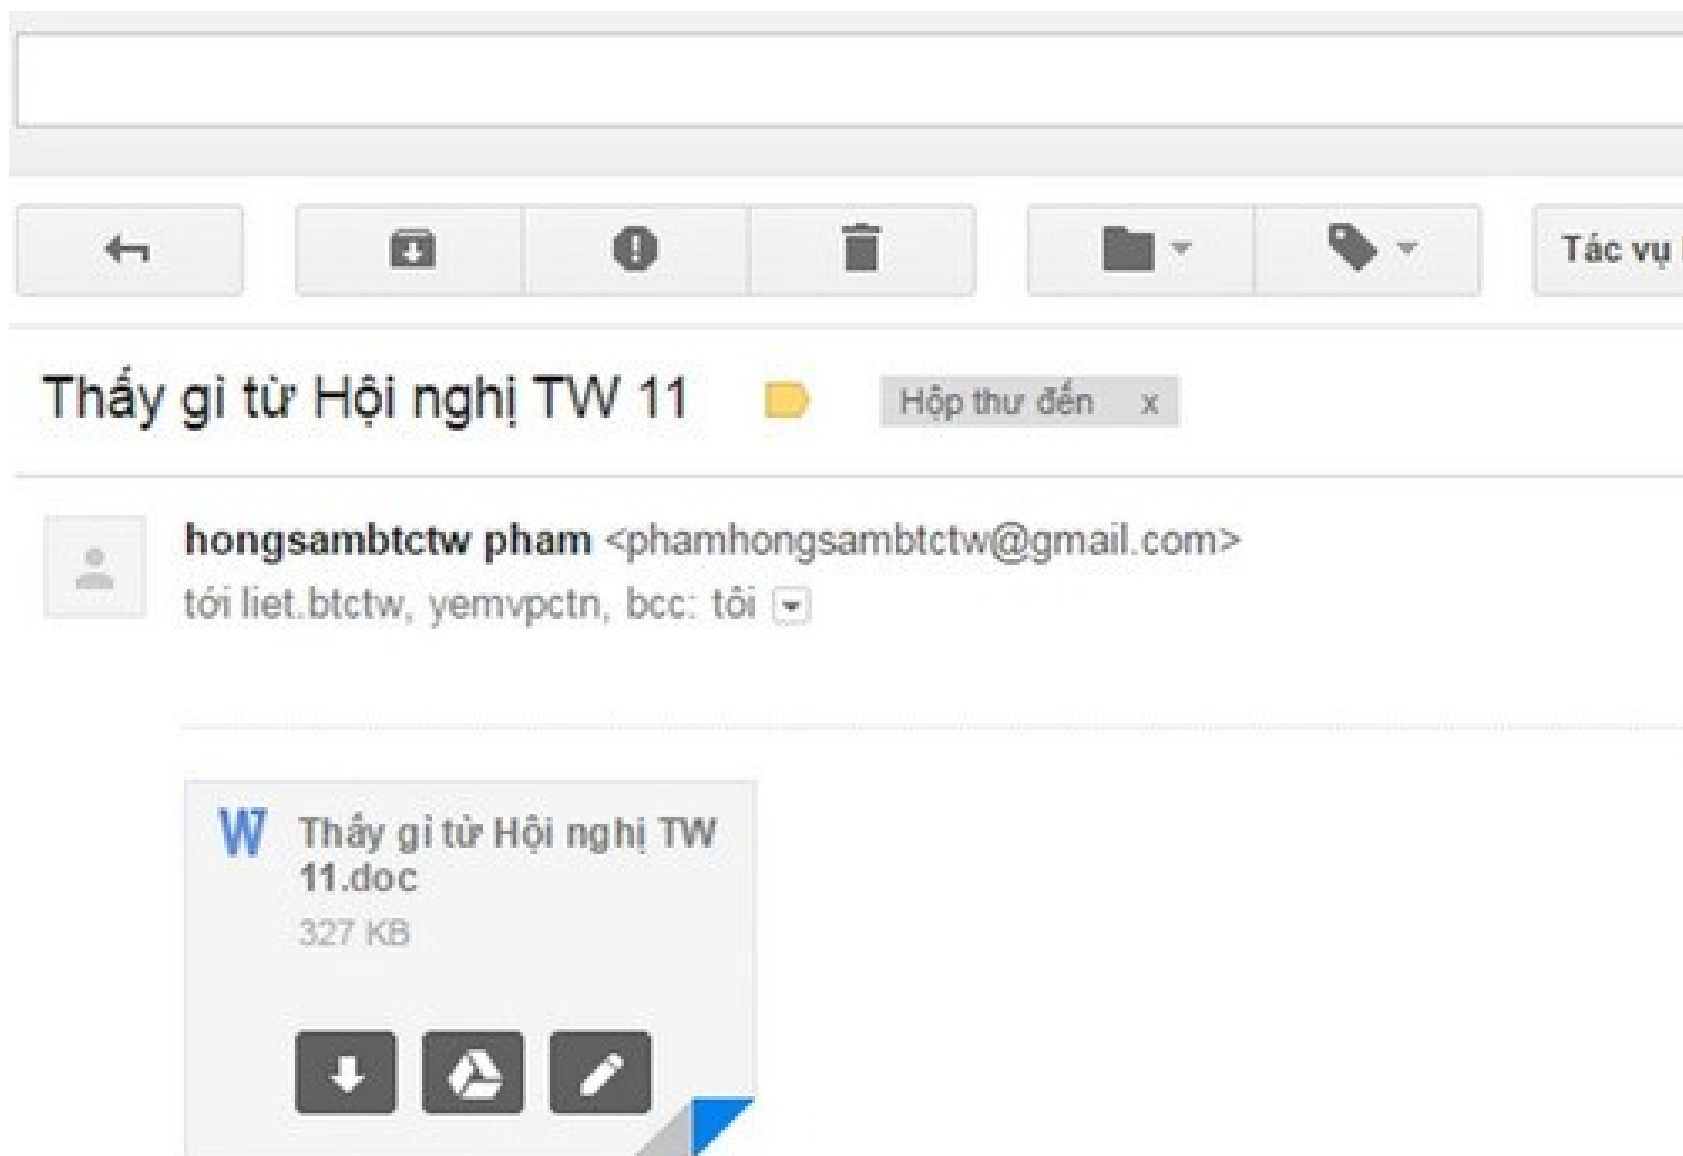 Tác vụ
Thấy gì từ Hội nghị TW 11
Hộp thư đến x
hongsambtctw pham <phamhongsambtctw@gmail.com>
tới liet.btctw, yemvpctn, bcc: tôi
Thấy gì từ Hội nghị TW
11.doc
327 KB